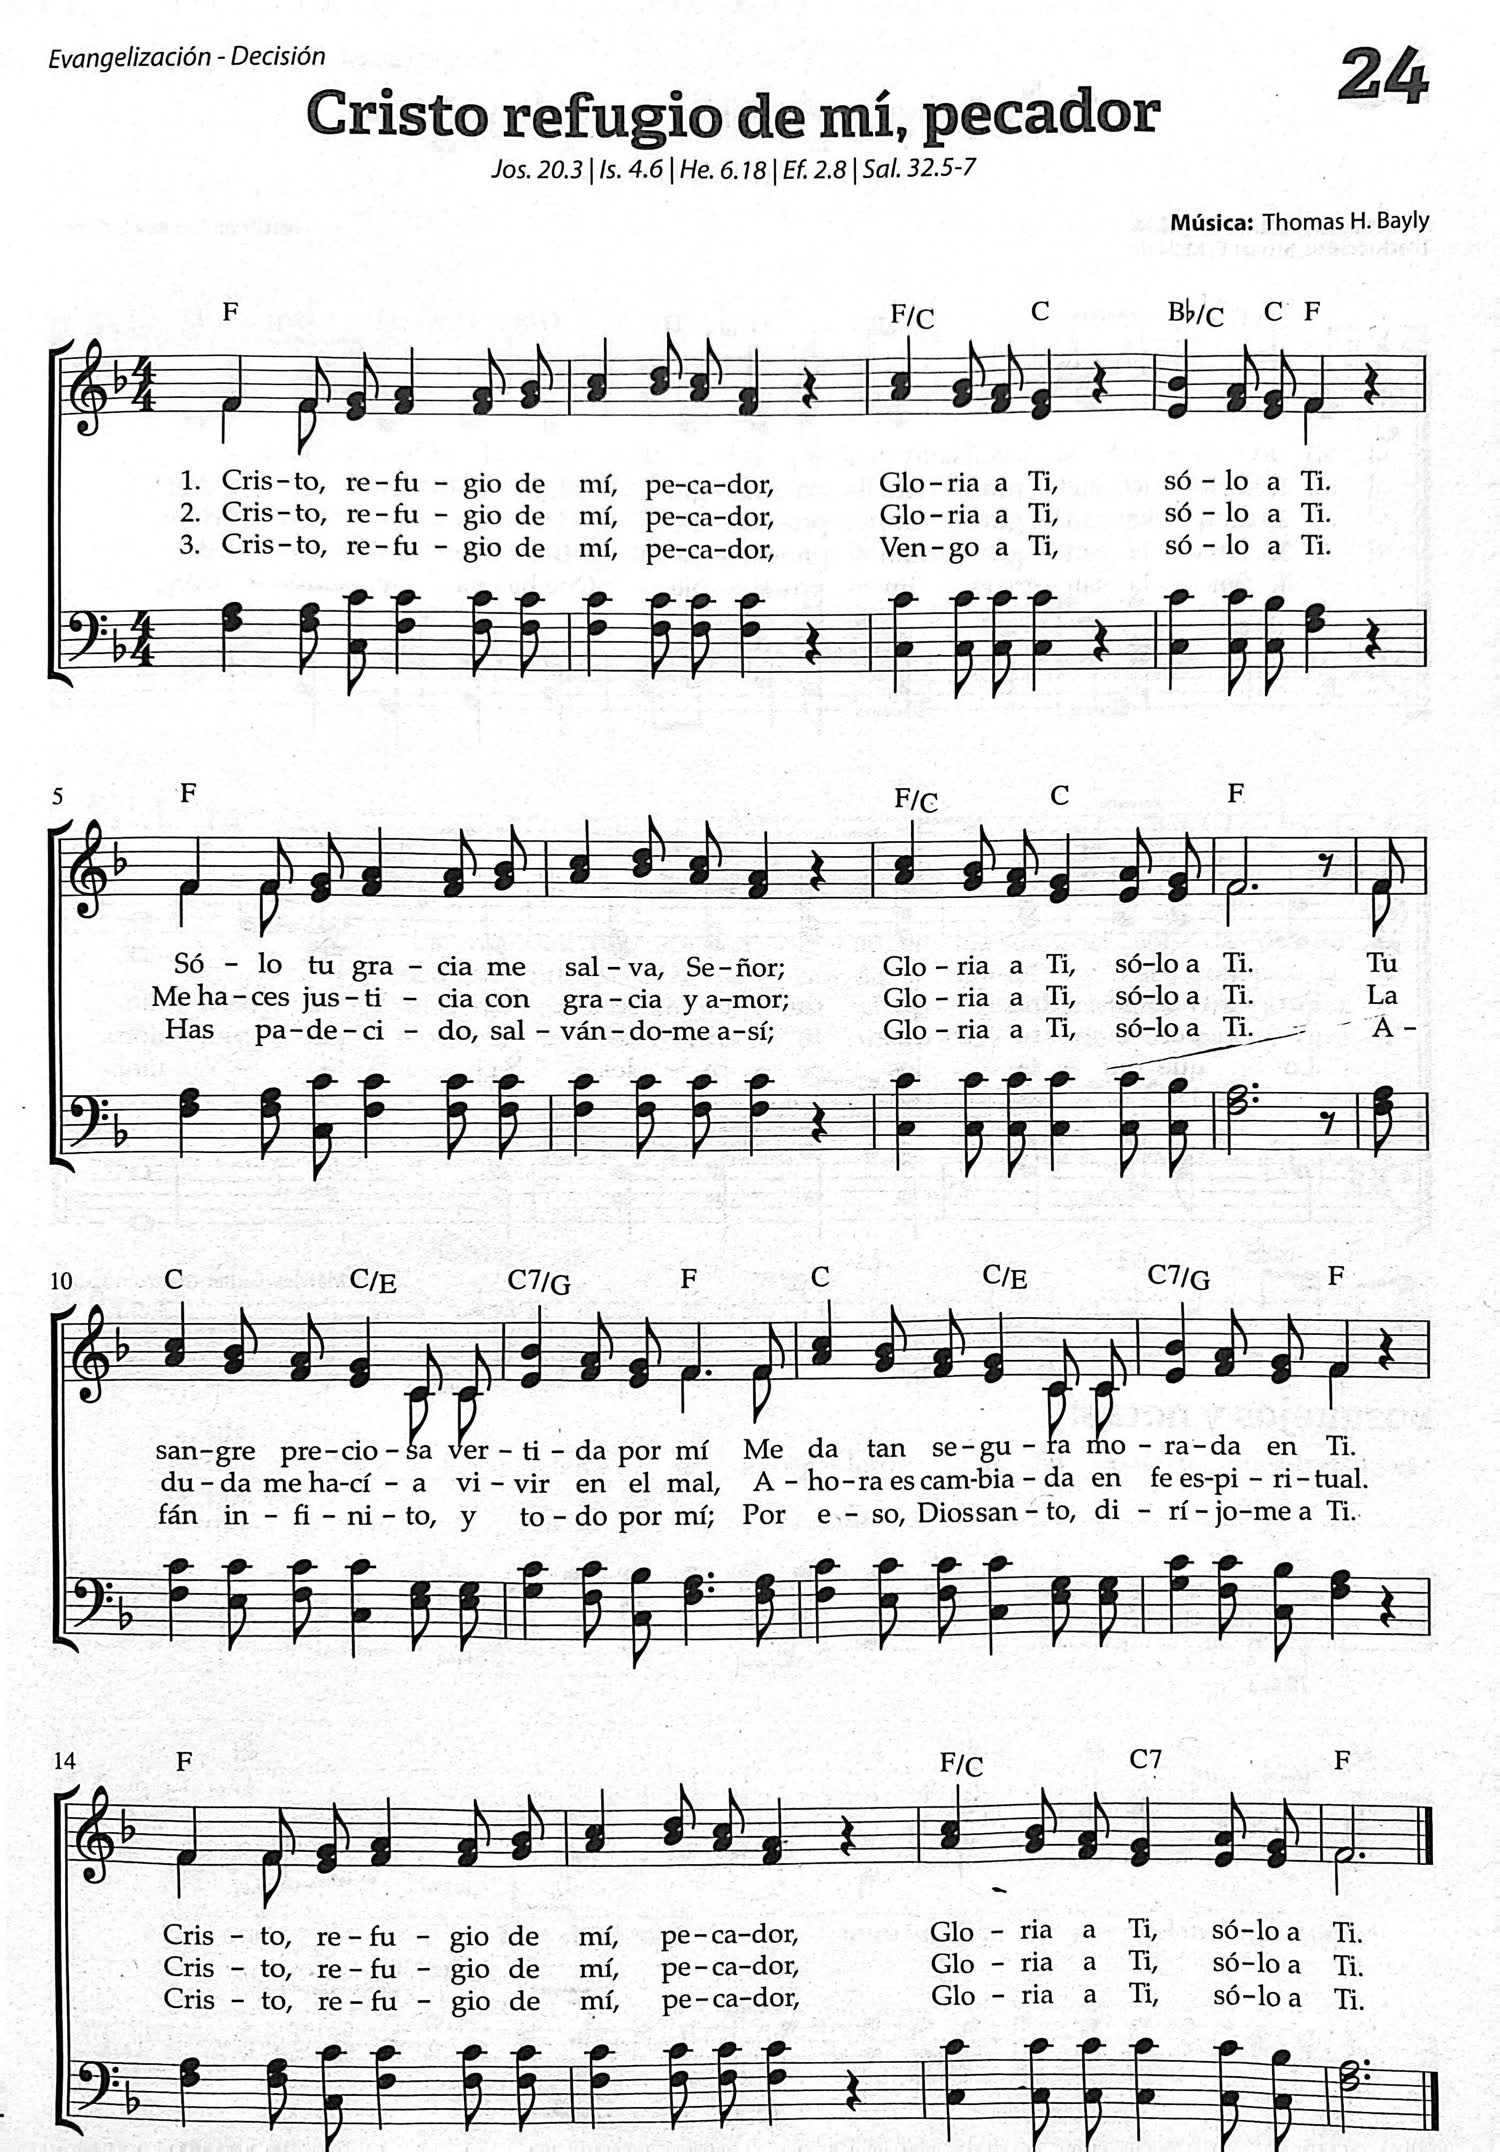 Evangelización - Decisión
24
Cristo refugio de mí, pecador
Jos. 20.3 | Is. 4.6 | He. 6.18 | Ef. 2.8 | Sal. 32.5-7
Música: Thomas H. Bayly
F F/C C B♭/C C F
1. Cris-to, re-fu-gio de mí, pe-ca-dor, Glo-ria a Ti, só-lo a Ti.
2. Cris-to, re-fu-gio de mí, pe-ca-dor, Glo-ria a Ti, só-lo a Ti.
3. Cris-to, re-fu-gio de mí, pe-ca-dor, Ven-go a Ti, só-lo a Ti.
5 F F/C C F
Só-lo tu gra-cia me sal-va, Se-ñor; Glo-ria a Ti, só-lo a Ti. Tu
Me ha-ces jus-ti-cia con gra-cia y a-mor; Glo-ria a Ti, só-lo a Ti. La
Has pa-de-ci-do, sal-ván-do-me a-sí; Glo-ria a Ti, só-lo a Ti. A-
10 C C/E C7/G F C C/E C7/G F
san-gre pre-cio-sa ver-ti-da por mí Me da tan se-gu-ra mo-ra-da en Ti.
du-da me ha-cí-a vi-vir en el mal, A-ho-ra es cam-bia-da en fe es-pi-ri-tual.
fán in-fi-ni-to, y to-do por mí; Por e-so, Dios san-to, di-rí-jo-me a Ti.
14 F F/C C7 F
Cris-to, re-fu-gio de mí, pe-ca-dor, Glo-ria a Ti, só-lo a Ti.
Cris-to, re-fu-gio de mí, pe-ca-dor, Glo-ria a Ti, só-lo a Ti.
Cris-to, re-fu-gio de mí, pe-ca-dor, Glo-ria a Ti, só-lo a Ti.